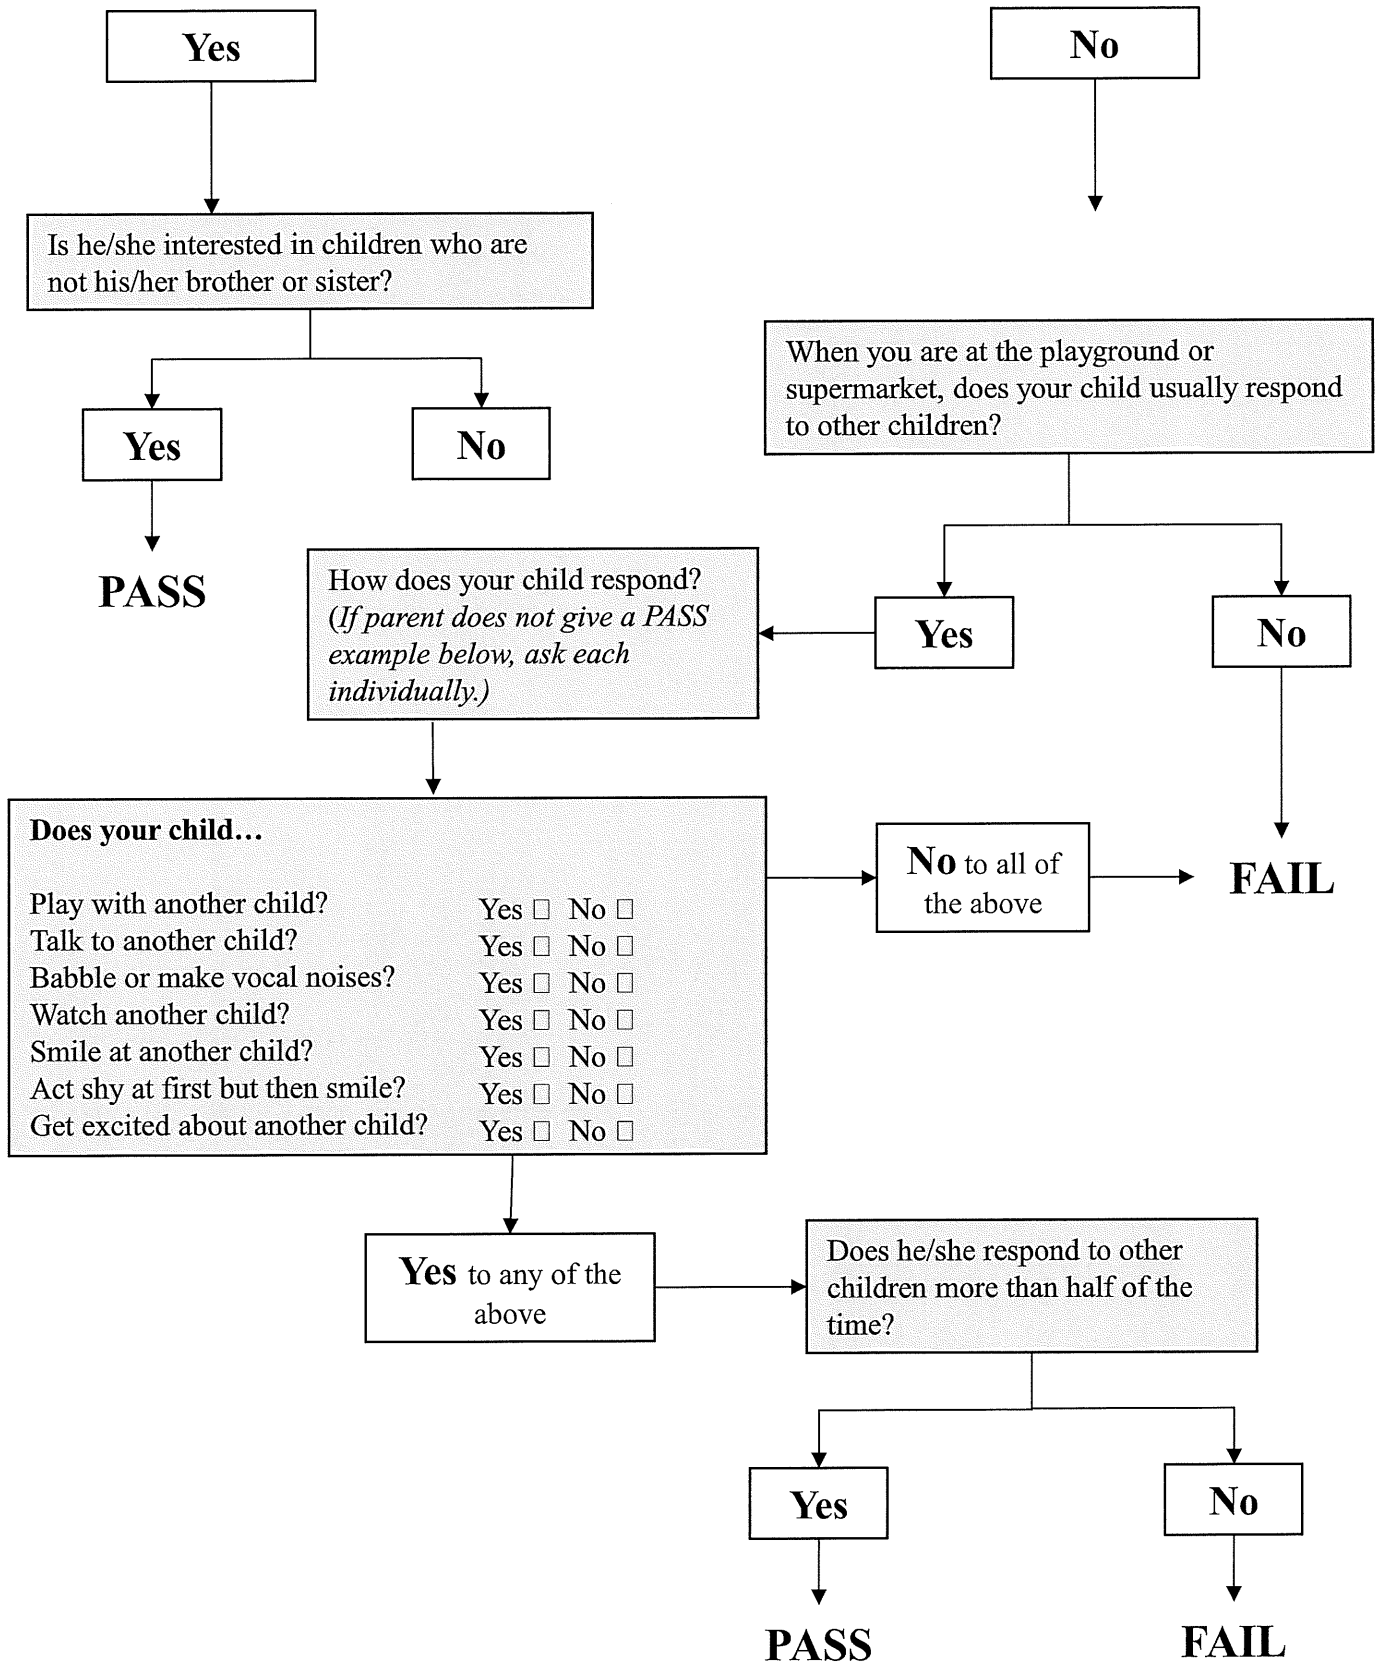 Yes
No
Is he/she interested in children who are
not his/her brother or sister?
When you are at the playground or
supermarket, does your child usually respond
to other children?
Yes
No
PASS
How does your child respond?
(If parent does not give a PASS
example below, ask each
individually.)
Yes
No
Does your child…
Play with another child? Yes □ No □
Talk to another child? Yes □ No □
Babble or make vocal noises? Yes □ No □
Watch another child? Yes □ No □
Smile at another child? Yes □ No □
Act shy at first but then smile? Yes □ No □
Get excited about another child? Yes □ No □
No to all of
the above
FAIL
Yes to any of the
above
Does he/she respond to other
children more than half of the
time?
Yes
No
PASS
FAIL